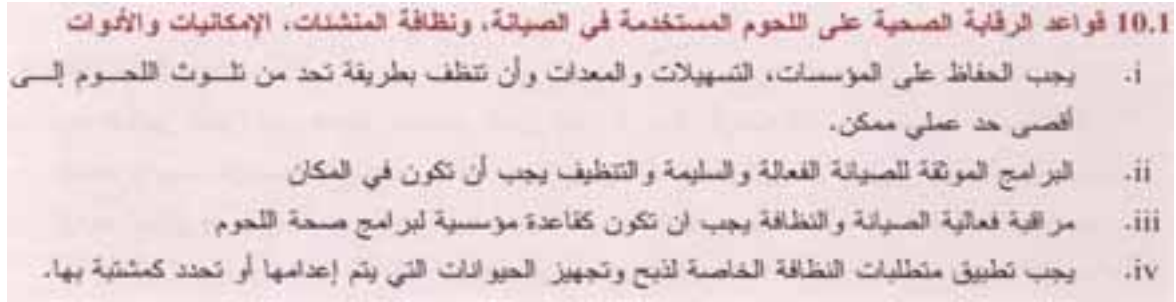 10.1 قواعد الرقابة الصحية على اللحوم المستخدمة في الصيانة، ونظافة المنشئات، الإمكانيات والأدوات
i. يجب الحفاظ على المؤسسات، التسهيلات والمعدات وأن تنظف بطريقة تحد من تلوث اللحوم إلى
أقصى حد عملي ممكن.
ii. البرامج الموثقة للصيانة الفعالة والسليمة والتنظيف يجب أن تكون في المكان
iii. مراقبة فعالية الصيانة والنظافة يجب ان تكون كقاعدة مؤسسية لبرامج صحة اللحوم.
iv. يجب تطبيق متطلبات النظافة الخاصة لذبح وتجهيز الحيوانات التي يتم إعدامها أو تحدد كمشتبة بها.